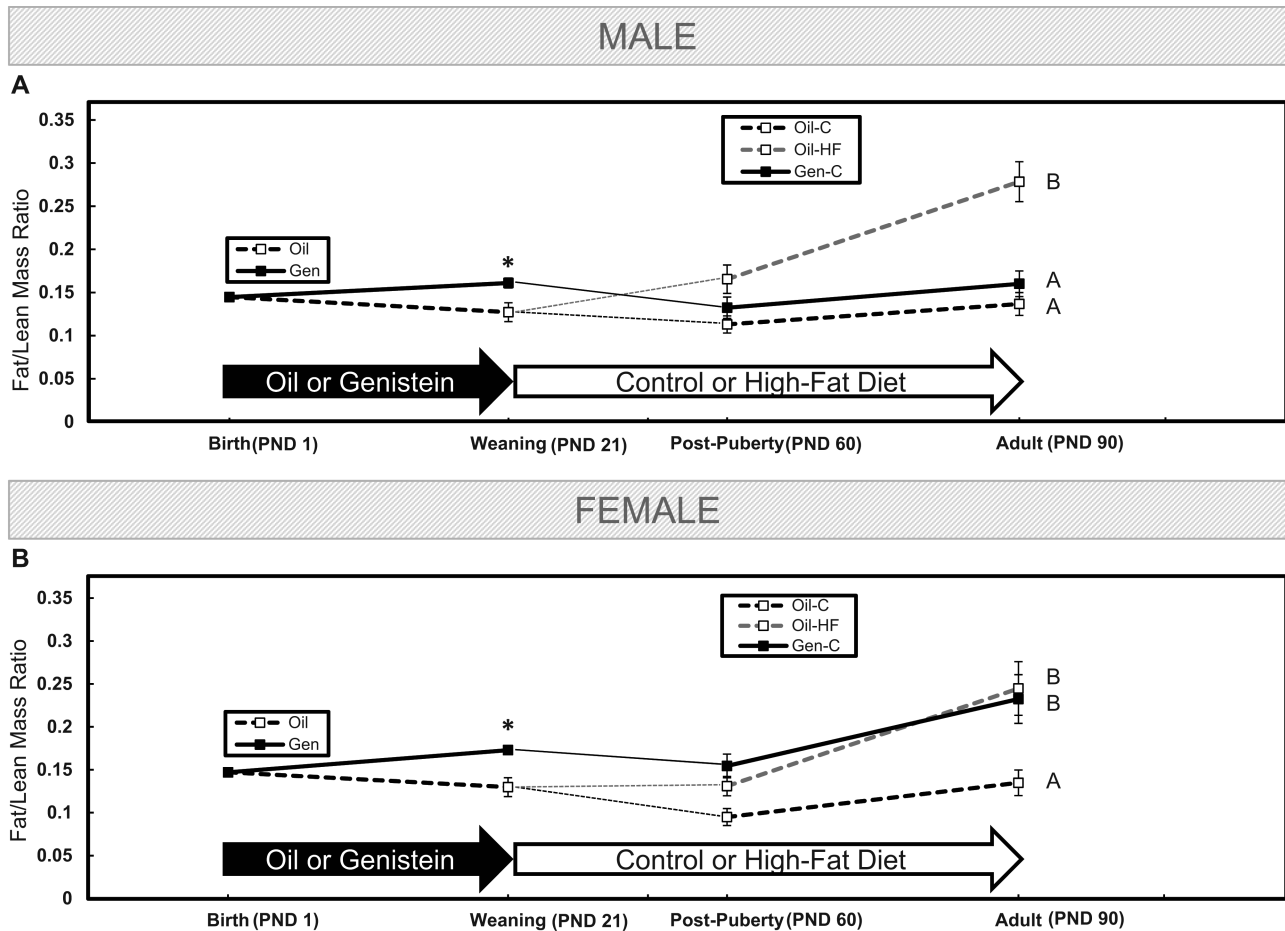 MALE
A
Fat/Lean Mass Ratio
0.35
0.3
0.25
0.2
0.15
0.1
0.05
0
Oil
Gen
*
Oil-C
Oil-HF
Gen-C
B
A
A
Oil or Genistein
Control or High-Fat Diet
Birth (PND 1)
Weaning (PND 21)
Post-Puberty (PND 60)
Adult (PND 90)
FEMALE
B
Fat/Lean Mass Ratio
0.35
0.3
0.25
0.2
0.15
0.1
0.05
0
Oil
Gen
*
Oil-C
Oil-HF
Gen-C
B
B
A
Oil or Genistein
Control or High-Fat Diet
Birth (PND 1)
Weaning (PND 21)
Post-Puberty (PND 60)
Adult (PND 90)